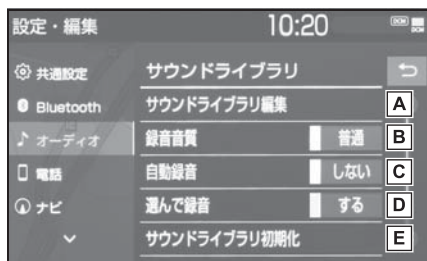 設定・編集 10:20 DCM
共通設定 サウンドライブラリ
Bluetooth サウンドライブラリ編集 A
オーディオ 録音音質 普通 B
電話 自動録音 しない C
ナビ 選んで録音 する D
サウンドライブラリ初期化 E